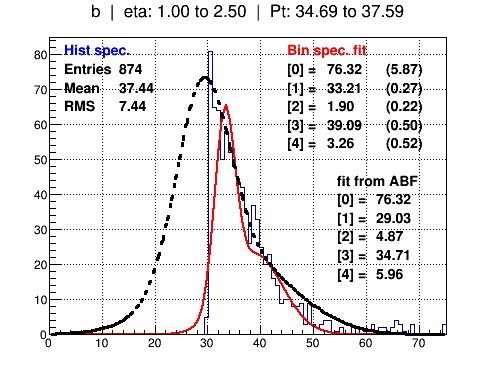 b | eta: 1.00 to 2.50 | Pt: 34.69 to 37.59
Hist spec.
Entries 874
Mean 37.44
RMS 7.44
Bin spec. fit
[0] = 76.32 (5.87)
[1] = 33.21 (0.27)
[2] = 1.90 (0.22)
[3] = 39.09 (0.50)
[4] = 3.26 (0.52)
fit from ABF
[0] = 76.32
[1] = 29.03
[2] = 4.87
[3] = 34.71
[4] = 5.96
80
70
60
50
40
30
20
10
0
0 10 20 30 40 50 60 70